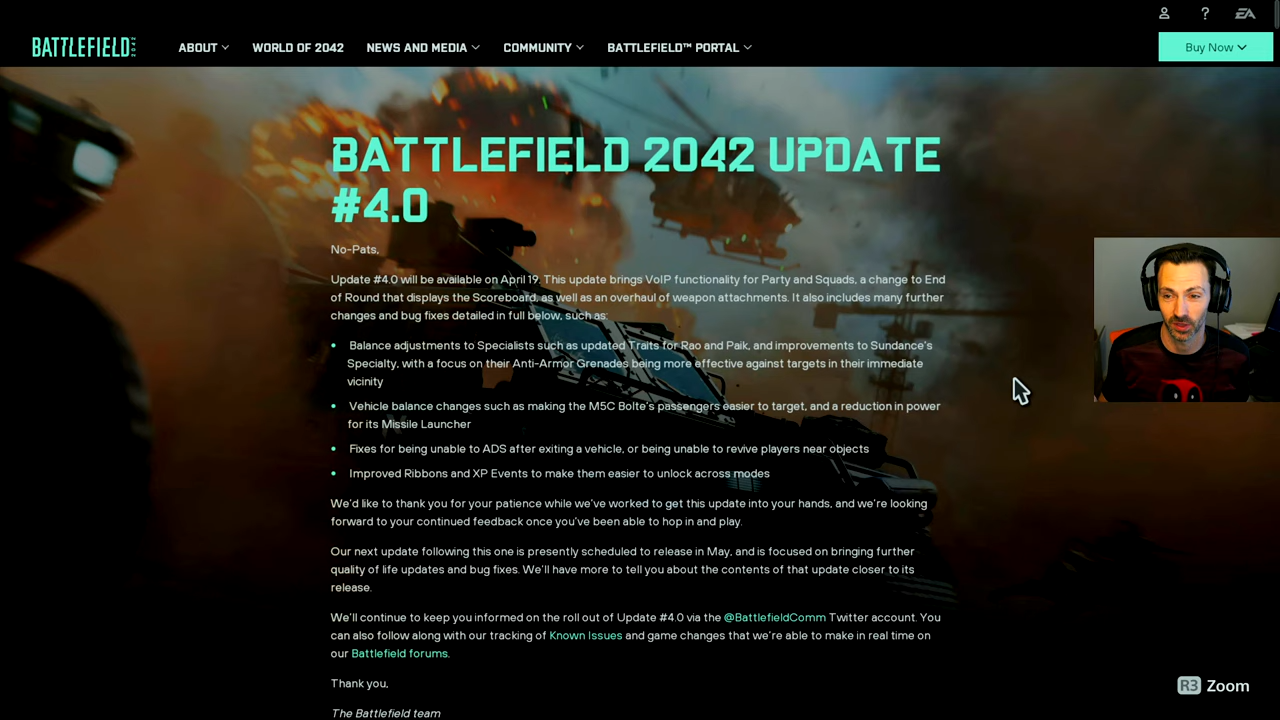 BATTLEFIELD 2042
ABOUT
WORLD OF 2042
NEWS AND MEDIA
COMMUNITY
BATTLEFIELD™ PORTAL
?
EA
Buy Now
BATTLEFIELD 2042 UPDATE
#4.0
No-Pats,
Update #4.0 will be available on April 19. This update brings VoIP functionality for Party and Squads, a change to End
of Round that displays the Scoreboard, as well as an overhaul of weapon attachments. It also includes many further
changes and bug fixes detailed in full below, such as:
• Balance adjustments to Specialists such as updated Traits for Rao and Paik, and improvements to Sundance's
Specialty, with a focus on their Anti-Armor Grenades being more effective against targets in their immediate
vicinity
• Vehicle balance changes such as making the M5C Bolte's passengers easier to target, and a reduction in power
for its Missile Launcher
• Fixes for being unable to ADS after exiting a vehicle, or being unable to revive players near objects
• Improved Ribbons and XP Events to make them easier to unlock across modes
We'd like to thank you for your patience while we've worked to get this update into your hands, and we're looking
forward to your continued feedback once you've been able to hop in and play.
Our next update following this one is presently scheduled to release in May, and is focused on bringing further
quality of life updates and bug fixes. We'll have more to tell you about the contents of that update closer to its
release.
We'll continue to keep you informed on the roll out of Update #4.0 via the @BattlefieldComm Twitter account. You
can also follow along with our tracking of Known Issues and game changes that we're able to make in real time on
our Battlefield forums.
Thank you,
The Battlefield team
R3 Zoom